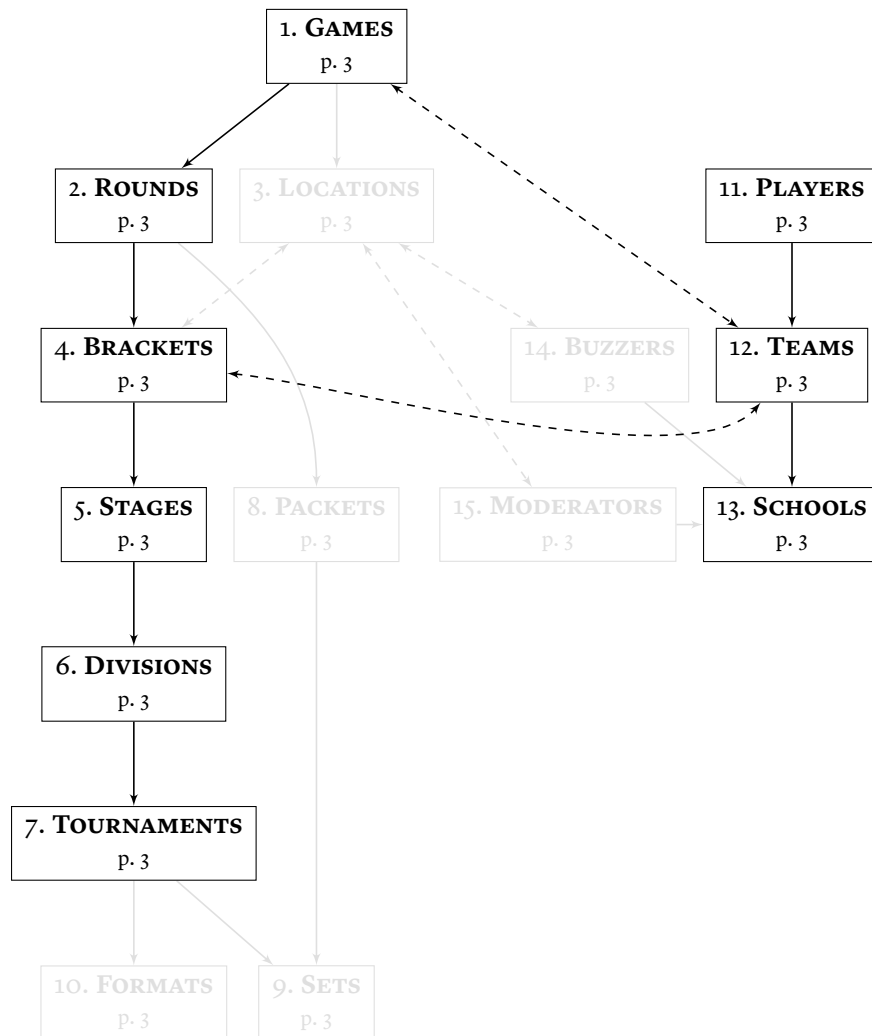 1. GAMES
p. 3
2. ROUNDS
p. 3
3. LOCATIONS
p. 3
11. PLAYERS
p. 3
4. BRACKETS
p. 3
14. BUZZERS
p. 3
12. TEAMS
p. 3
5. STAGES
p. 3
8. PACKETS
p. 3
15. MODERATORS
p. 3
13. SCHOOLS
p. 3
6. DIVISIONS
p. 3
7. TOURNAMENTS
p. 3
10. FORMATS
p. 3
9. SETS
p. 3